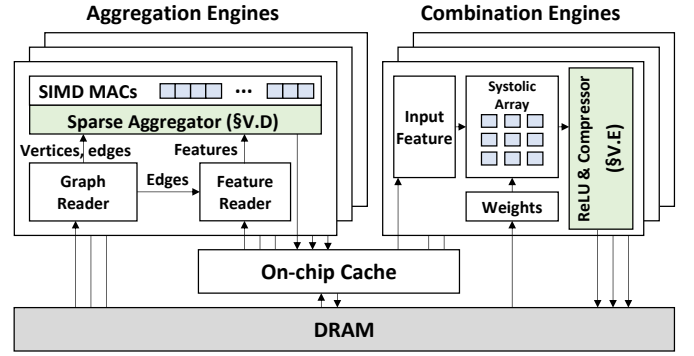 Aggregation Engines
Combination Engines
SIMD MACs
...
Sparse Aggregator (§V.D)
Vertices, edges
Features
Graph
Reader
Edges
Feature
Reader
Input
Feature
Systolic
Array
Weights
ReLU & Compressor
(§V.E)
On-chip Cache
DRAM